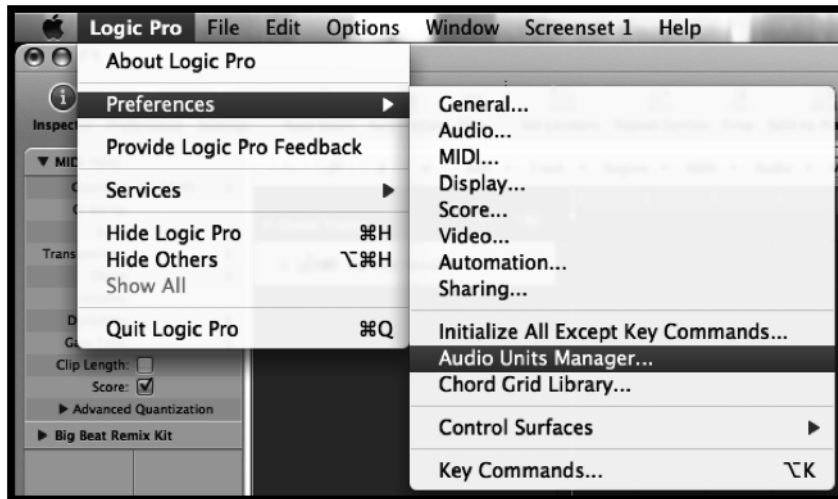 Logic Pro File Edit Options Window Screenset 1 Help
About Logic Pro
Preferences
Provide Logic Pro Feedback
Services
Hide Logic Pro ⌘H
Hide Others ⌥⌘H
Show All
Quit Logic Pro ⌘Q
General...
Audio...
MIDI...
Display...
Score...
Video...
Automation...
Sharing...
Initialize All Except Key Commands...
Audio Units Manager...
Chord Grid Library...
Control Surfaces
Key Commands... ⌥K
Clip Length:
Score:
Advanced Quantization
Big Beat Remix Kit